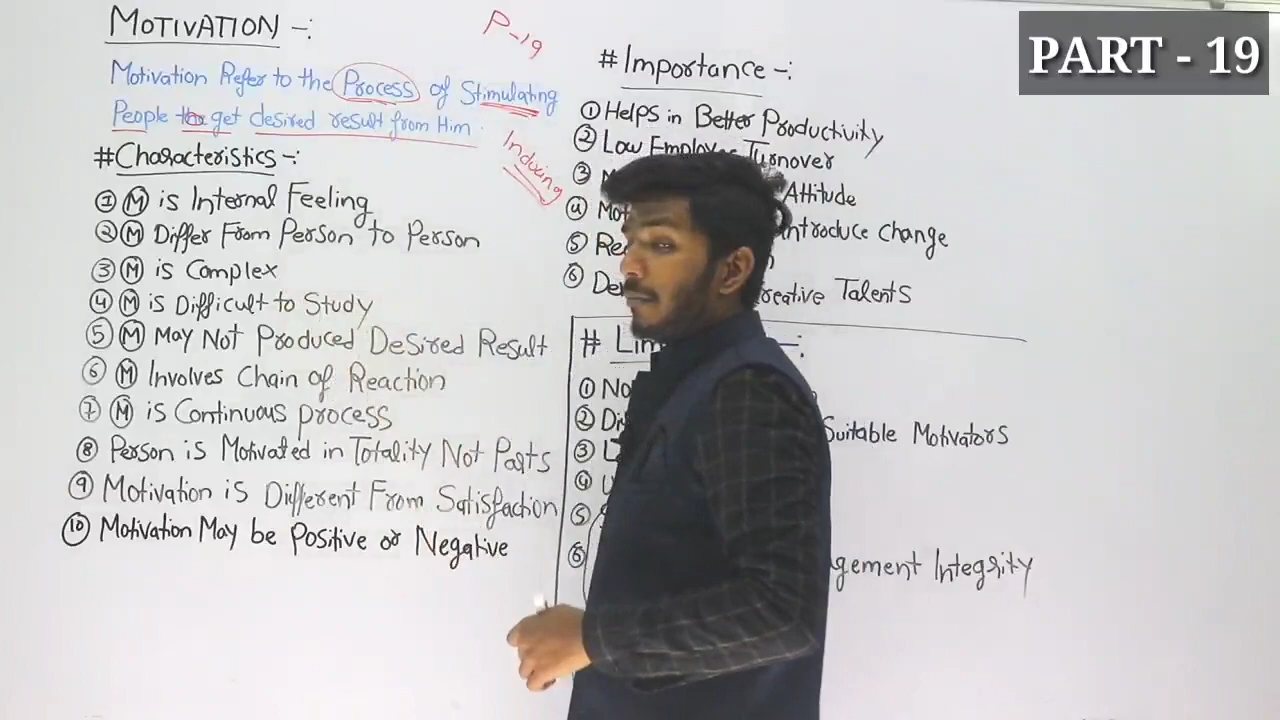 MOTIVATION -:
P-19
PART - 19
Motivation Refer to the Process of Stimulating
People to get desired result from Him.
Indixing
#Characteristics -:
① Ⓜ is Internal Feeling
② Ⓜ Differ From Person to Person
③ Ⓜ is Complex
④ Ⓜ is Difficult to Study
⑤ Ⓜ May Not Produced Desired Result
⑥ Ⓜ Involves Chain of Reaction
⑦ Ⓜ is Continuous process
⑧ Person is Motivated in Totality Not Parts
⑨ Motivation is Different From Satisfaction
⑩ Motivation May be Positive or Negative
#Importance -:
① Helps in Better Productivity
② Low Employee Turnover
③ Attitude
④ Introduce Change
⑤
⑥ Creative Talents
# -:
①
② Suitable Motivators
③
④
⑤
⑥ Integrity